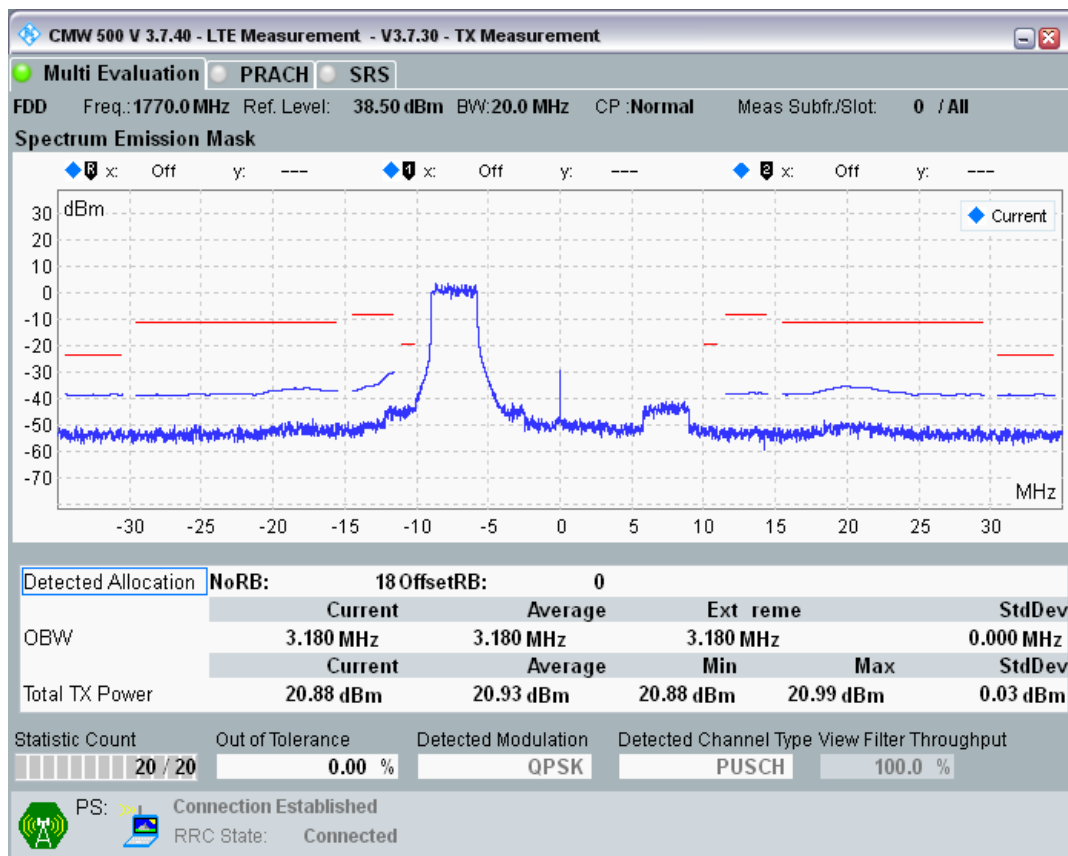 CMW 500 V 3.7.40 - LTE Measurement - V3.7.30 - TX Measurement
Multi Evaluation PRACH SRS
FDD Freq.:1770.0MHz Ref. Level: 38.50 dBm BW:20.0 MHz CP :Normal Meas Subfr./Slot: 0 / All
Spectrum Emission Mask
R x: Off y: --- 1 x: Off y: --- 2 x: Off y: ---
dBm
Current
30
20
10
0
-10
-20
-30
-40
-50
-60
-70
MHz
-30 -25 -20 -15 -10 -5 0 5 10 15 20 25 30
Detected Allocation NoRB: 18 OffsetRB: 0
Current Average Ext reme StdDev
OBW 3.180 MHz 3.180 MHz 3.180 MHz 0.000 MHz
Current Average Min Max StdDev
Total TX Power 20.88 dBm 20.93 dBm 20.88 dBm 20.99 dBm 0.03 dBm
Statistic Count Out of Tolerance Detected Modulation Detected Channel Type View Filter Throughput
20 / 20 0.00 % QPSK PUSCH 100.0 %
PS: Connection Established
RRC State: Connected